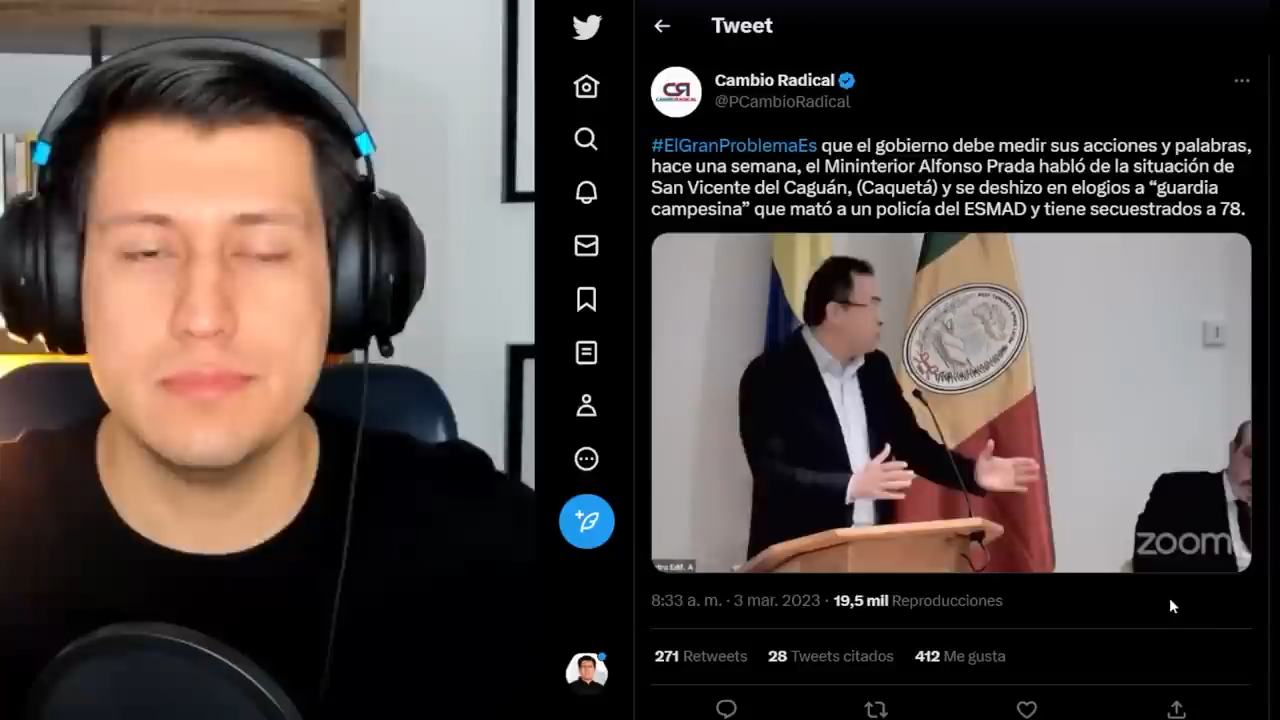 Tweet
CR
CAMBIO RADICAL
Cambio Radical
@PCambioRadical
#ElGranProblemaEs que el gobierno debe medir sus acciones y palabras,
hace una semana, el Mininterior Alfonso Prada habló de la situación de
San Vicente del Caguán, (Caquetá) y se deshizo en elogios a “guardia
campesina” que mató a un policía del ESMAD y tiene secuestrados a 78.
zoom
8:33 a. m. · 3 mar. 2023 · 19,5 mil Reproducciones
271 Retweets 28 Tweets citados 412 Me gusta